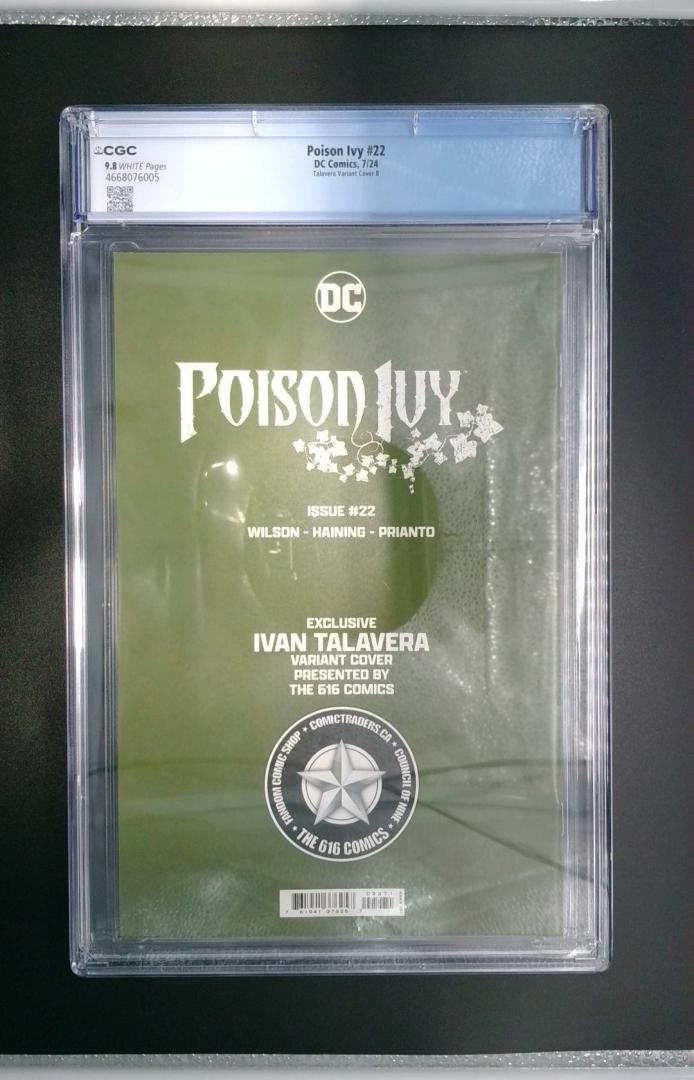 CGC
9.8 WHITE Pages
4668076005
Poison Ivy #22
DC Comics, 7/24
Talavera Variant Cover B
DC
POISON IVY
ISSUE #22
WILSON - HAINING - PRIANTO
EXCLUSIVE
IVAN TALAVERA
VARIANT COVER
PRESENTED BY
THE 616 COMICS
FANDOM COMIC SHOP * COMICTRADERS.CA * COUNCIL OF NINE * THE 616 COMICS *